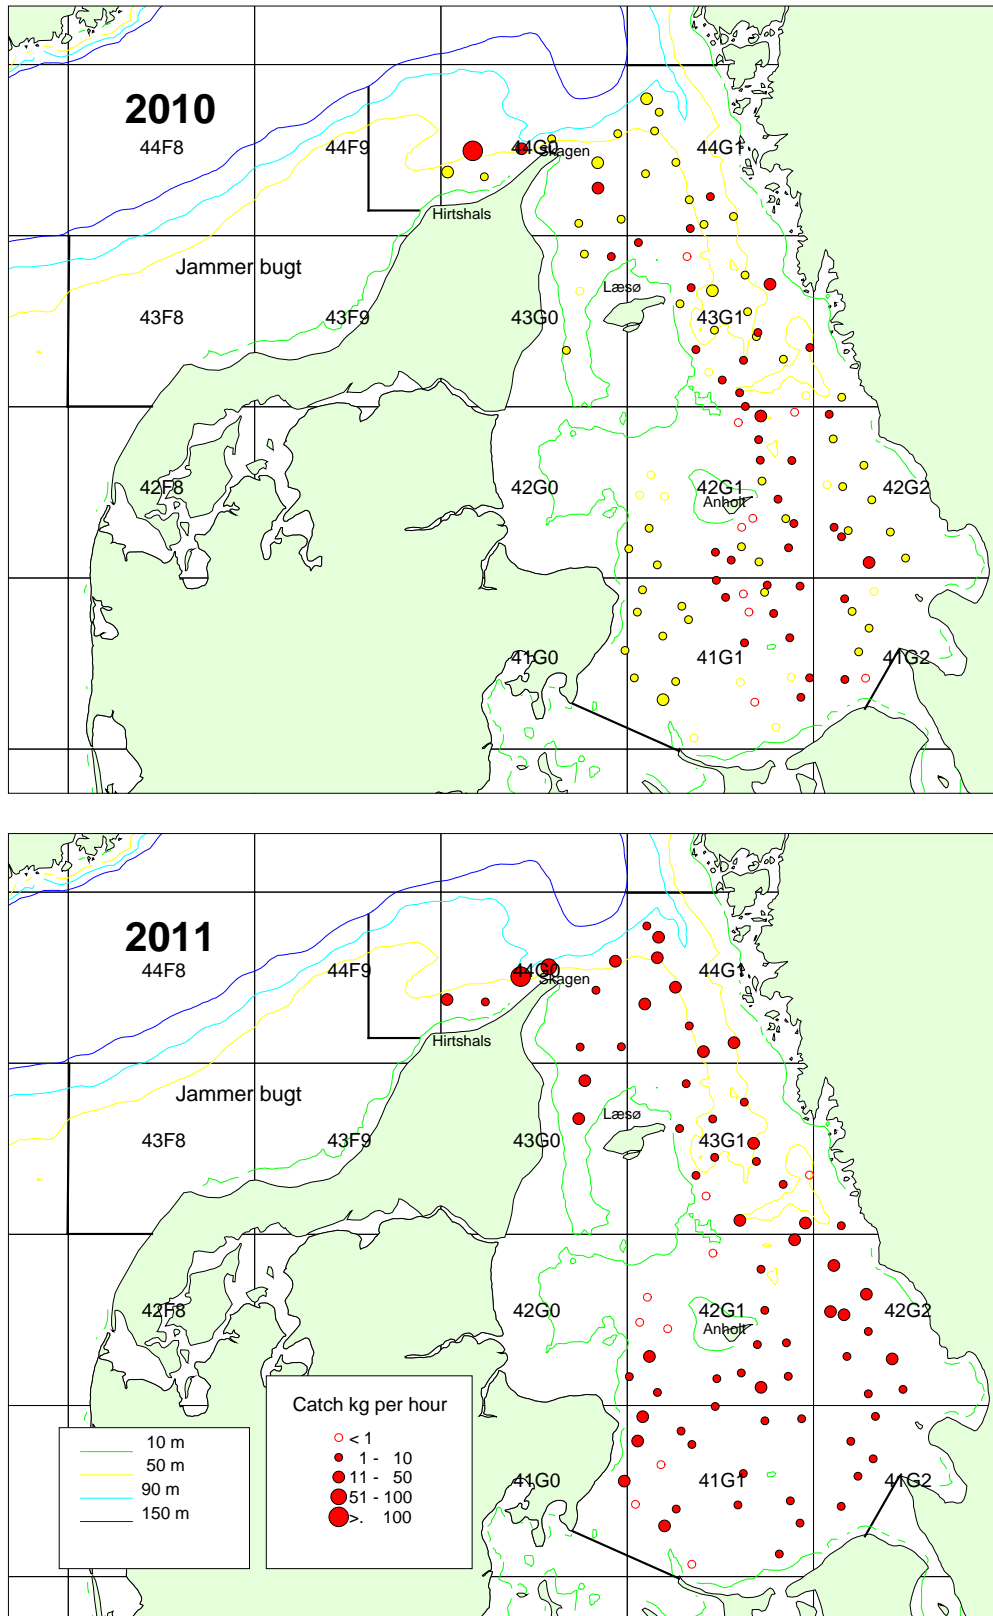 2010
44F8
44F9
44G0
44G1
Skagen
Hirtshals
Jammer bugt
Læsø
43F8
43F9
43G0
43G1
42F8
42G0
42G1
42G2
Anholt
41G0
41G1
41G2
2011
44F8
44F9
44G0
44G1
Skagen
Hirtshals
Jammer bugt
Læsø
43F8
43F9
43G0
43G1
42F8
42G0
42G1
42G2
Anholt
Catch kg per hour
< 1
1 - 10
11 - 50
51 - 100
>. 100
10 m
50 m
90 m
150 m
41G0
41G1
41G2